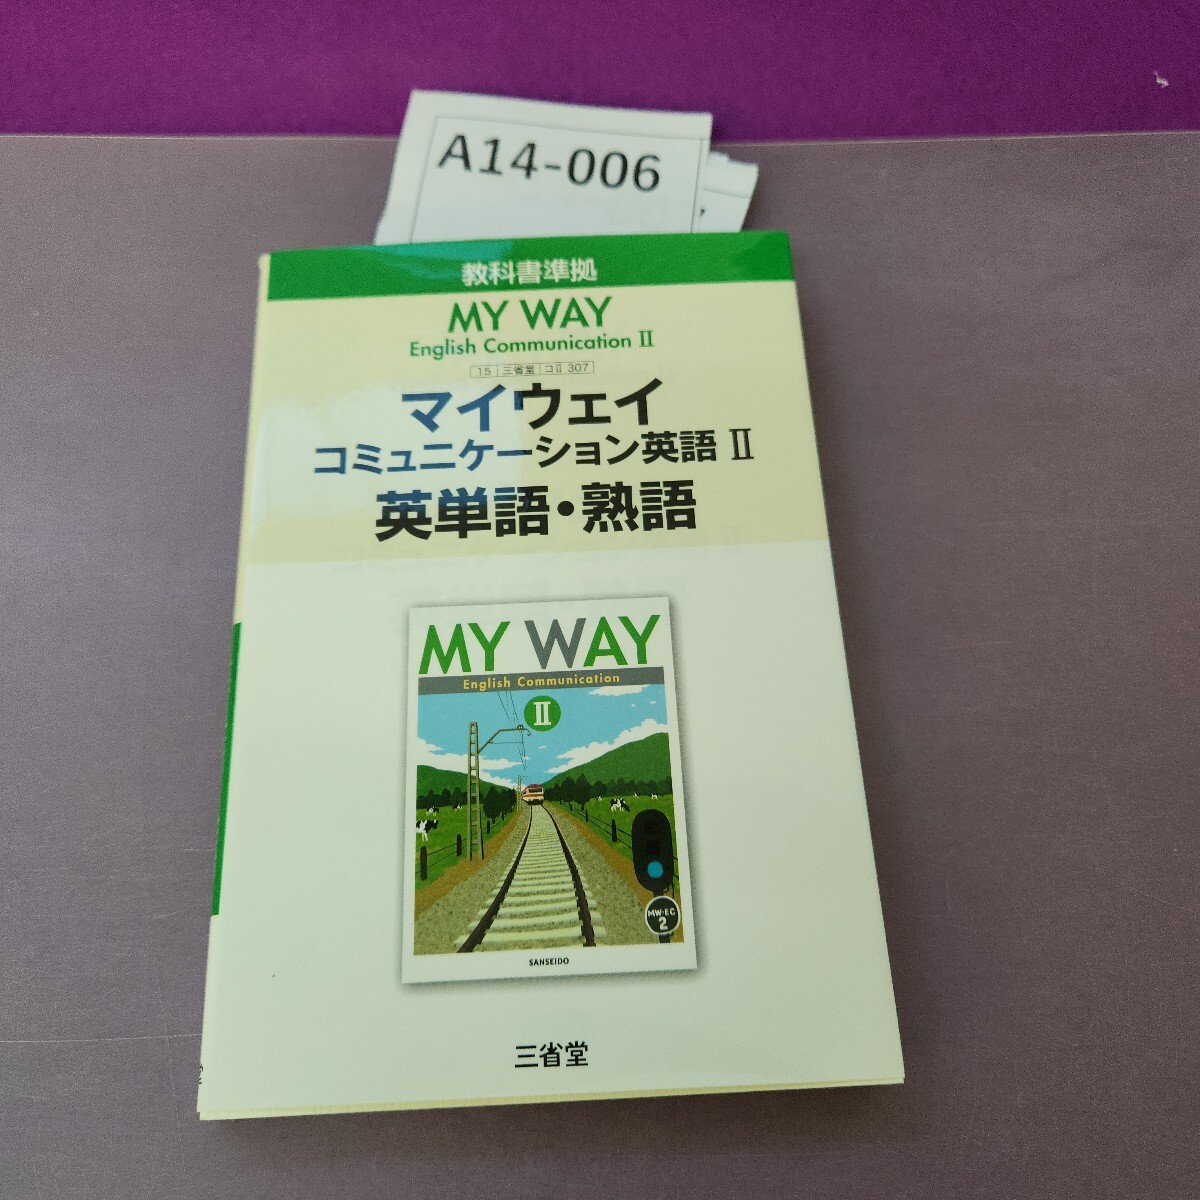 A14-006
教科書準拠
MY WAY
English Communication Ⅱ
15 三省堂 コⅡ 307
マイウェイ
コミュニケーション英語 Ⅱ
英単語・熟語
MY WAY
English Communication
Ⅱ
MW-EC
2
SANSEIDO
三省堂